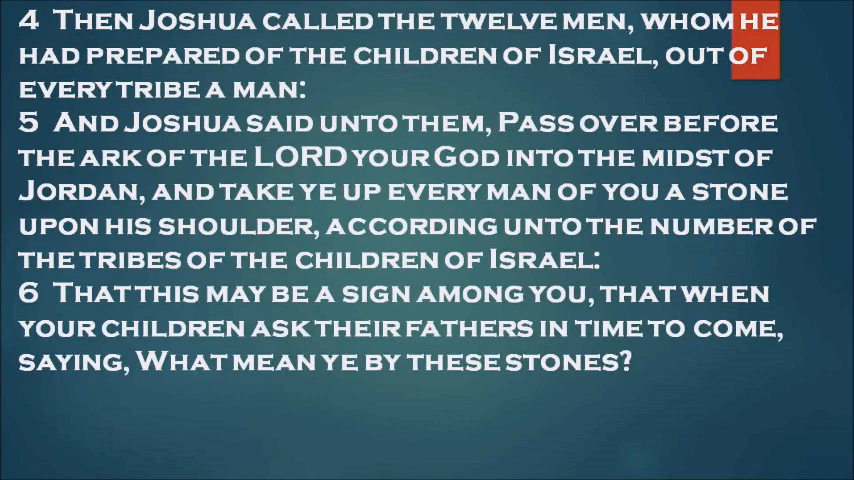 4 Then Joshua called the twelve men, whom he
had prepared of the children of Israel, out of
every tribe a man:
5 And Joshua said unto them, Pass over before
the ark of the LORD your God into the midst of
Jordan, and take ye up every man of you a stone
upon his shoulder, according unto the number of
the tribes of the children of Israel:
6 That this may be a sign among you, that when
your children ask their fathers in time to come,
saying, What mean ye by these stones?